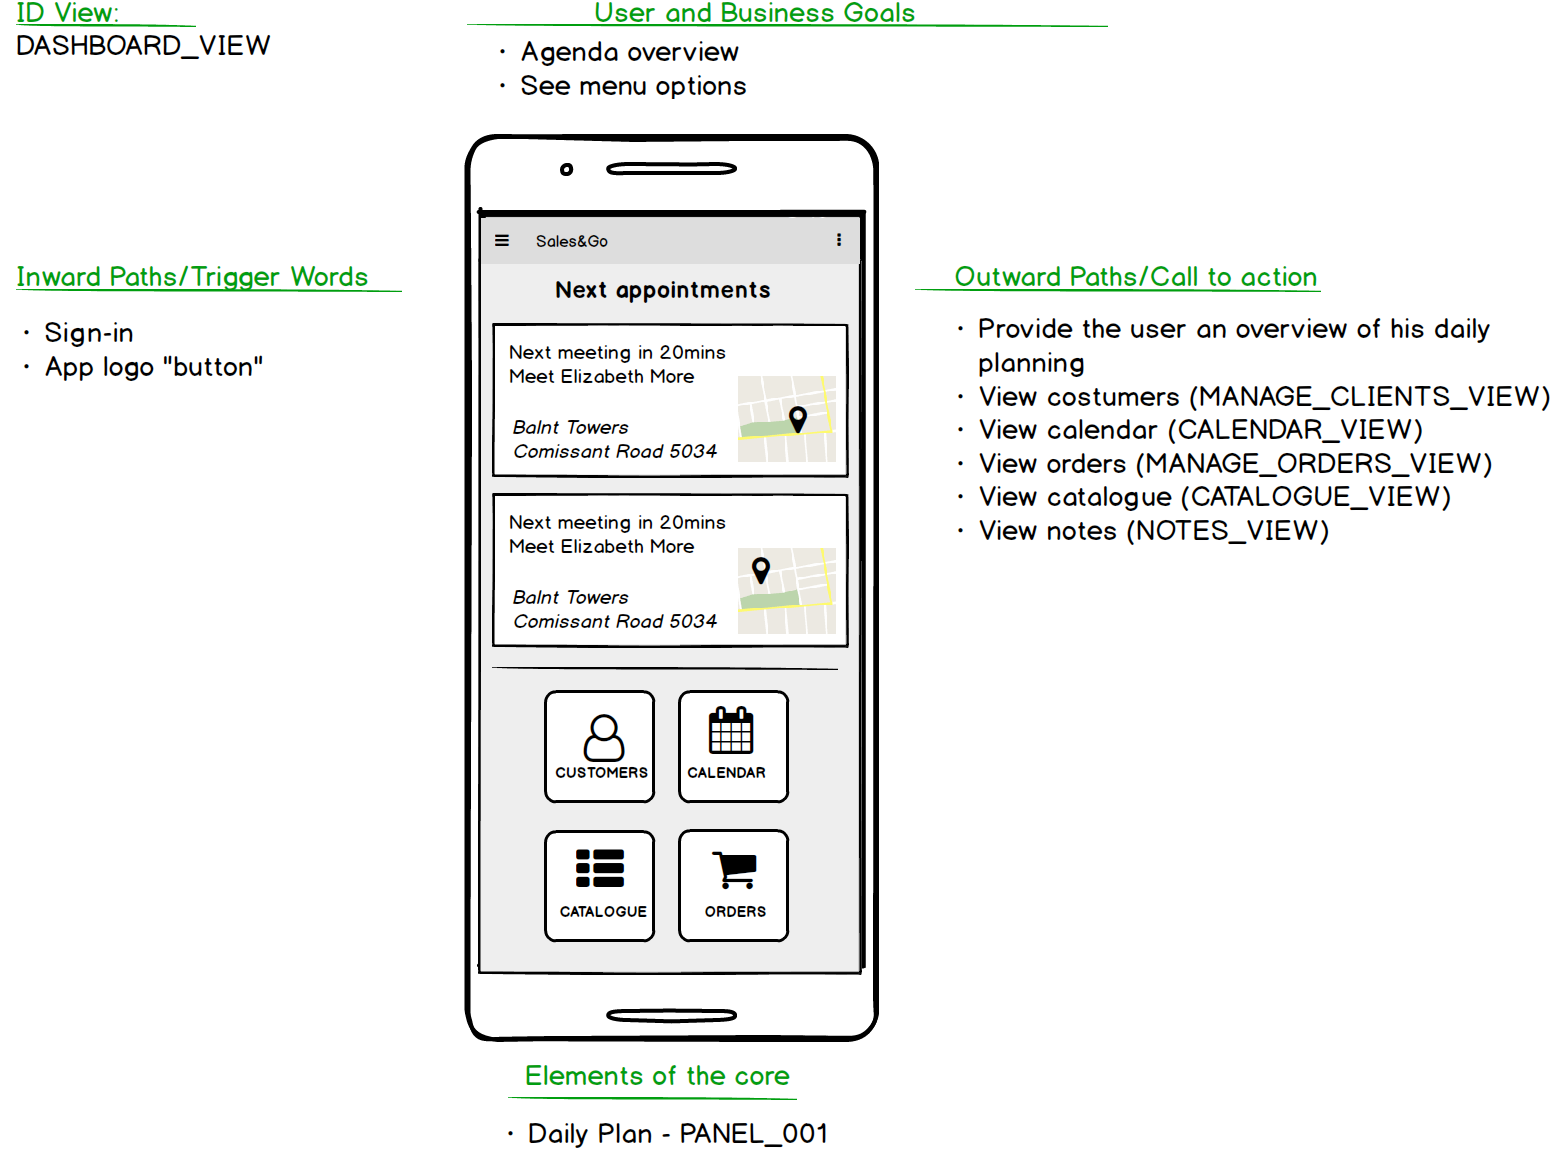 ID View:
DASHBOARD_VIEW
User and Business Goals
· Agenda overview
· See menu options
Inward Paths/Trigger Words
· Sign-in
· App logo "button"
Sales&Go
Next appointments
Next meeting in 20mins
Meet Elizabeth More
Balnt Towers
Comissant Road 5034
Next meeting in 20mins
Meet Elizabeth More
Balnt Towers
Comissant Road 5034
CUSTOMERS
CALENDAR
CATALOGUE
ORDERS
Outward Paths/Call to action
· Provide the user an overview of his daily
planning
· View costumers (MANAGE_CLIENTS_VIEW)
· View calendar (CALENDAR_VIEW)
· View orders (MANAGE_ORDERS_VIEW)
· View catalogue (CATALOGUE_VIEW)
· View notes (NOTES_VIEW)
Elements of the core
· Daily Plan - PANEL_001